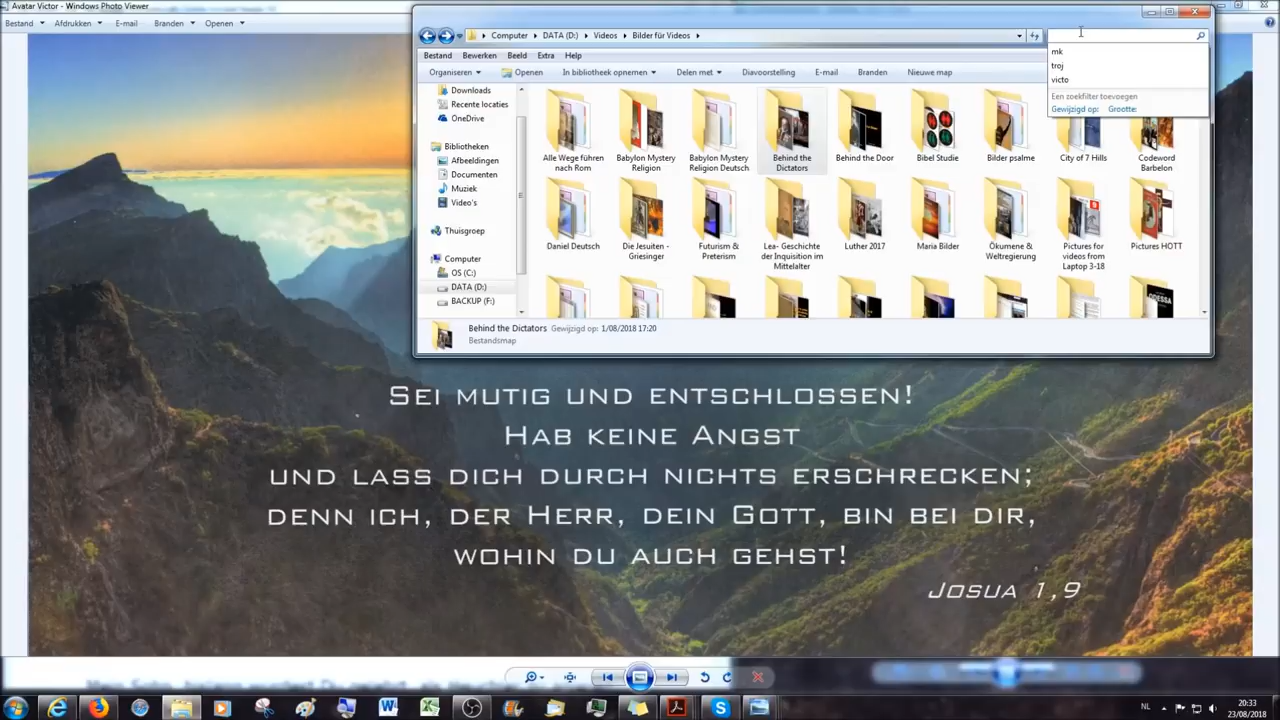 Avatar Victor - Windows Photo Viewer
Bestand Afdrukken E-mail Branden Openen
Computer DATA (D:) Videos Bilder für Videos
Bestand Bewerken Beeld Extra Help
Organiseren Openen In bibliotheek opnemen Delen met Diavoorstelling E-mail Branden Nieuwe map
mk
troj
victo
Een zoekfilter toevoegen
Gewijzigd op: Grootte:
Downloads
Recente locaties
OneDrive
Bibliotheken
Afbeeldingen
Documenten
Muziek
Video's
Thuisgroep
Computer
OS (C:)
DATA (D:)
BACKUP (F:)
Alle Wege führen
nach Rom
Babylon Mystery
Religion
Babylon Mystery
Religion Deutsch
Behind the
Dictators
Behind the Door
Bibel Studie
Bilder psalme
City of 7 Hills
Codeword
Barbelon
Daniel Deutsch
Die Jesuiten -
Griesinger
Futurism &
Preterism
Lea- Geschichte
der Inquisition im
Mittelalter
Luther 2017
Maria Bilder
Ökumene &
Weltregierung
Pictures for
videos from
Laptop 3-18
Pictures HOTT
ODESSA
Behind the Dictators Gewijzigd op: 1/08/2018 17:20
Bestandsmap
Sei mutig und entschlossen!
Hab keine Angst
und lass dich durch nichts erschrecken;
denn ich, der Herr, dein Gott, bin bei dir,
wohin du auch gehst!
Josua 1,9
NL
20:33
23/08/2018